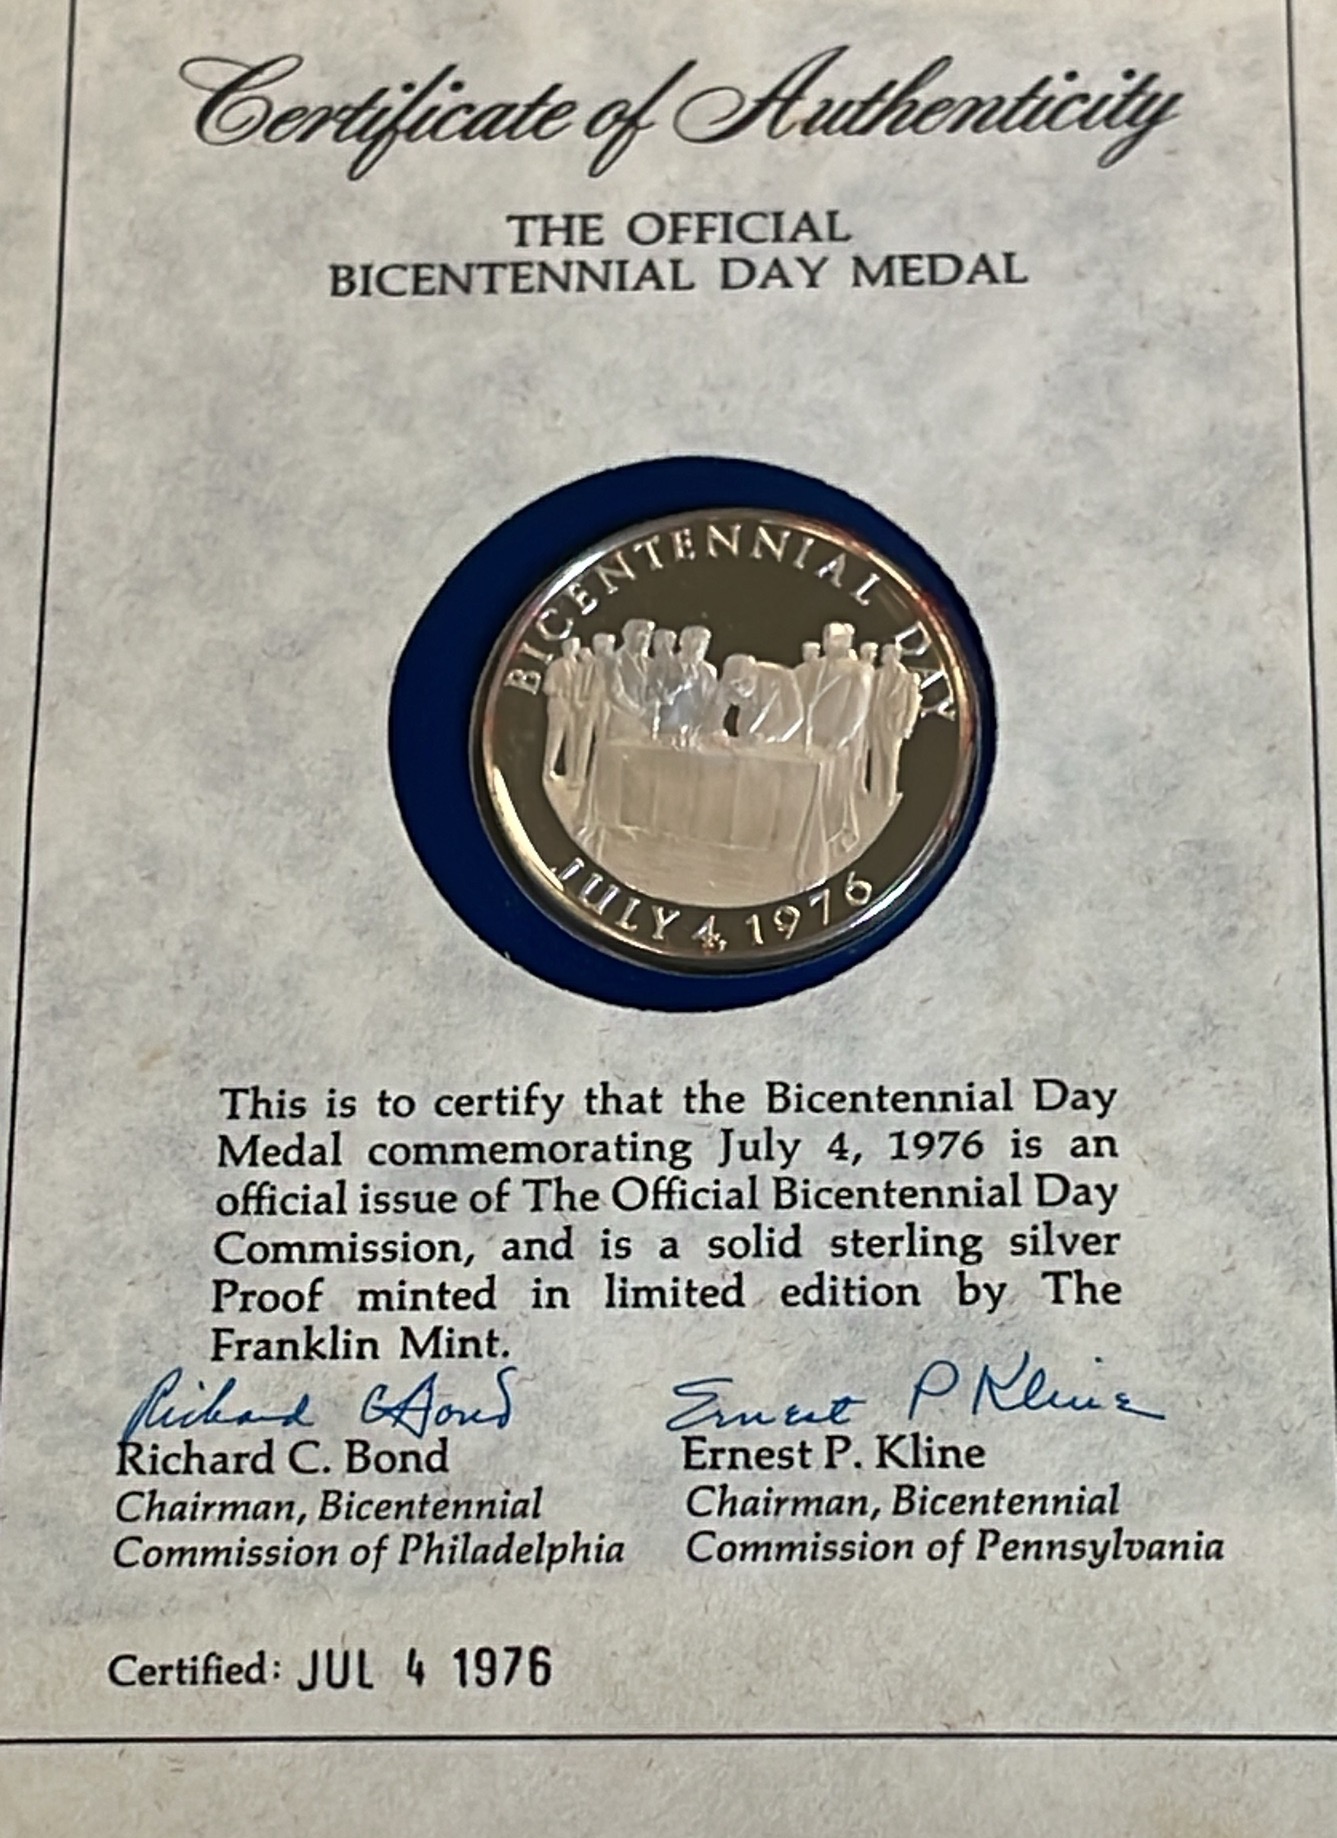 Certificate of Authenticity
THE OFFICIAL
BICENTENNIAL DAY MEDAL
BICENTENNIAL DAY
JULY 4, 1976
This is to certify that the Bicentennial Day
Medal commemorating July 4, 1976 is an
official issue of The Official Bicentennial Day
Commission, and is a solid sterling silver
Proof minted in limited edition by The
Franklin Mint.
Richard C Bond Ernest P Kline
Richard C. Bond Ernest P. Kline
Chairman, Bicentennial Chairman, Bicentennial
Commission of Philadelphia Commission of Pennsylvania
Certified: JUL 4 1976